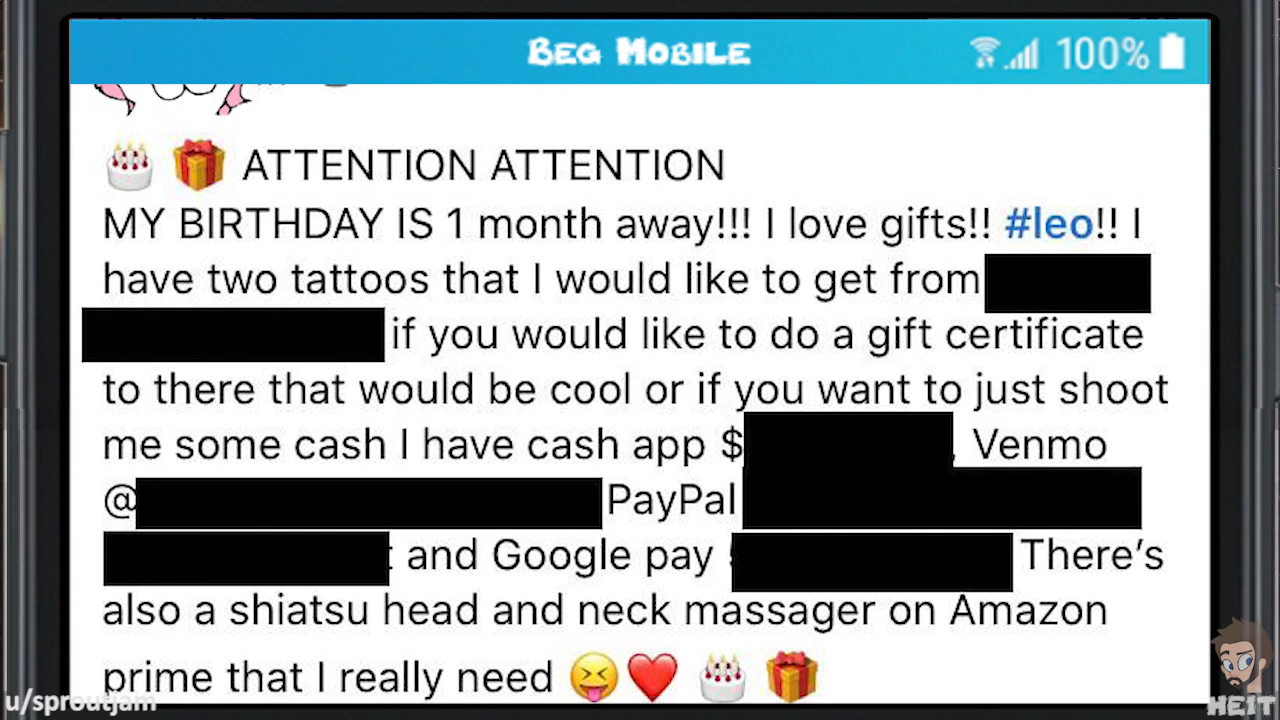 BEG MOBILE
100%
🎂 🎁 ATTENTION ATTENTION
MY BIRTHDAY IS 1 month away!!! I love gifts!! #leo!! I
have two tattoos that I would like to get from
if you would like to do a gift certificate
to there that would be cool or if you want to just shoot
me some cash I have cash app $ , Venmo
@ PayPal
and Google pay There's
also a shiatsu head and neck massager on Amazon
prime that I really need 😝❤️ 🎂 🎁
u/sproutjam
HEIT